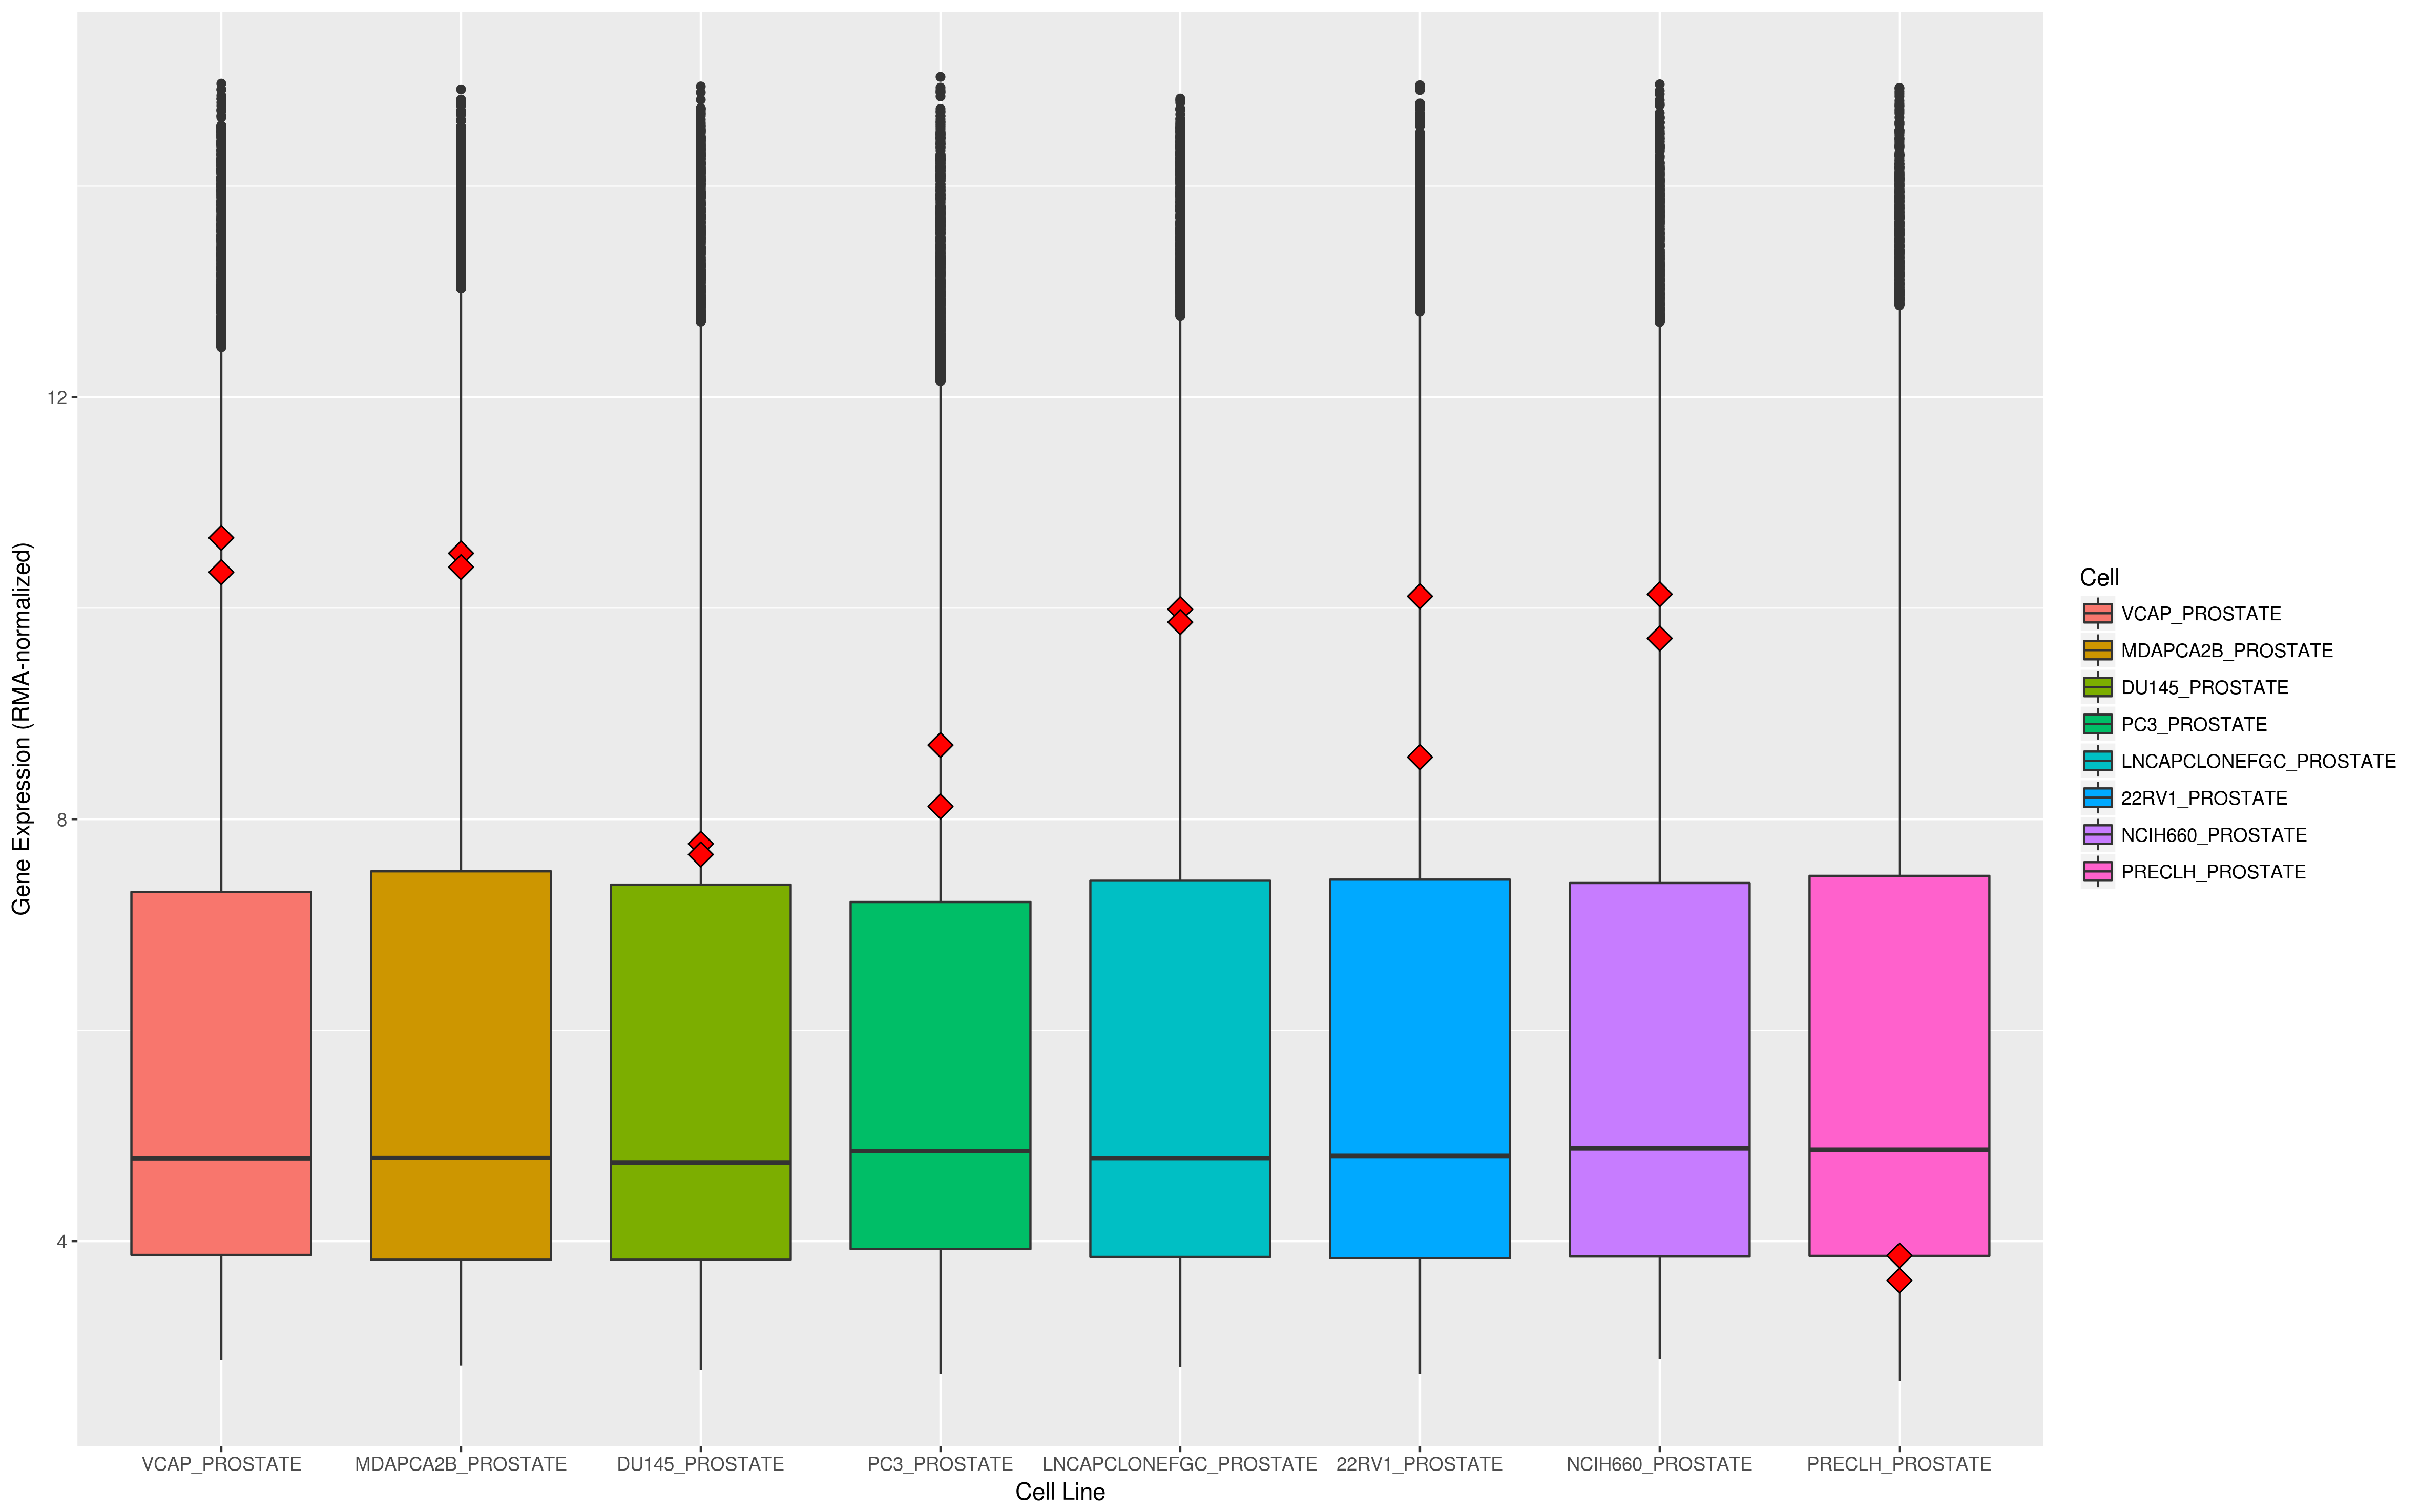 Gene Expression (RMA-normalized)
12
8
4
VCAP_PROSTATE
MDAPCA2B_PROSTATE
DU145_PROSTATE
PC3_PROSTATE
LNCAPCLONEFGC_PROSTATE
22RV1_PROSTATE
NCIH660_PROSTATE
PRECLH_PROSTATE
Cell Line
Cell
VCAP_PROSTATE
MDAPCA2B_PROSTATE
DU145_PROSTATE
PC3_PROSTATE
LNCAPCLONEFGC_PROSTATE
22RV1_PROSTATE
NCIH660_PROSTATE
PRECLH_PROSTATE